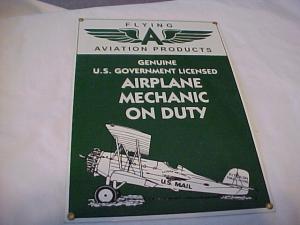 FLYING
A
AVIATION PRODUCTS
GENUINE
U.S. GOVERNMENT LICENSED
AIRPLANE
MECHANIC
ON DUTY
U.S. MAIL